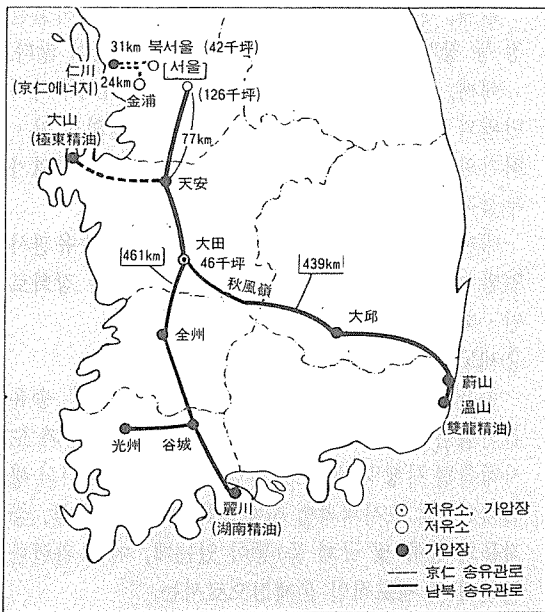 31km 북서울 (42千坪)
仁川
[서울]
(京仁에너지)
24km
金浦
(126千坪)
大山
(極東精油)
77km
天安
461km
大田
46千坪
秋風嶺
439km
全州
大邱
蔚山
溫山
(雙龍精油)
光州
谷城
麗川
(湖南精油)
저유소, 가압장
저유소
가압장
京仁 송유관로
남북 송유관로